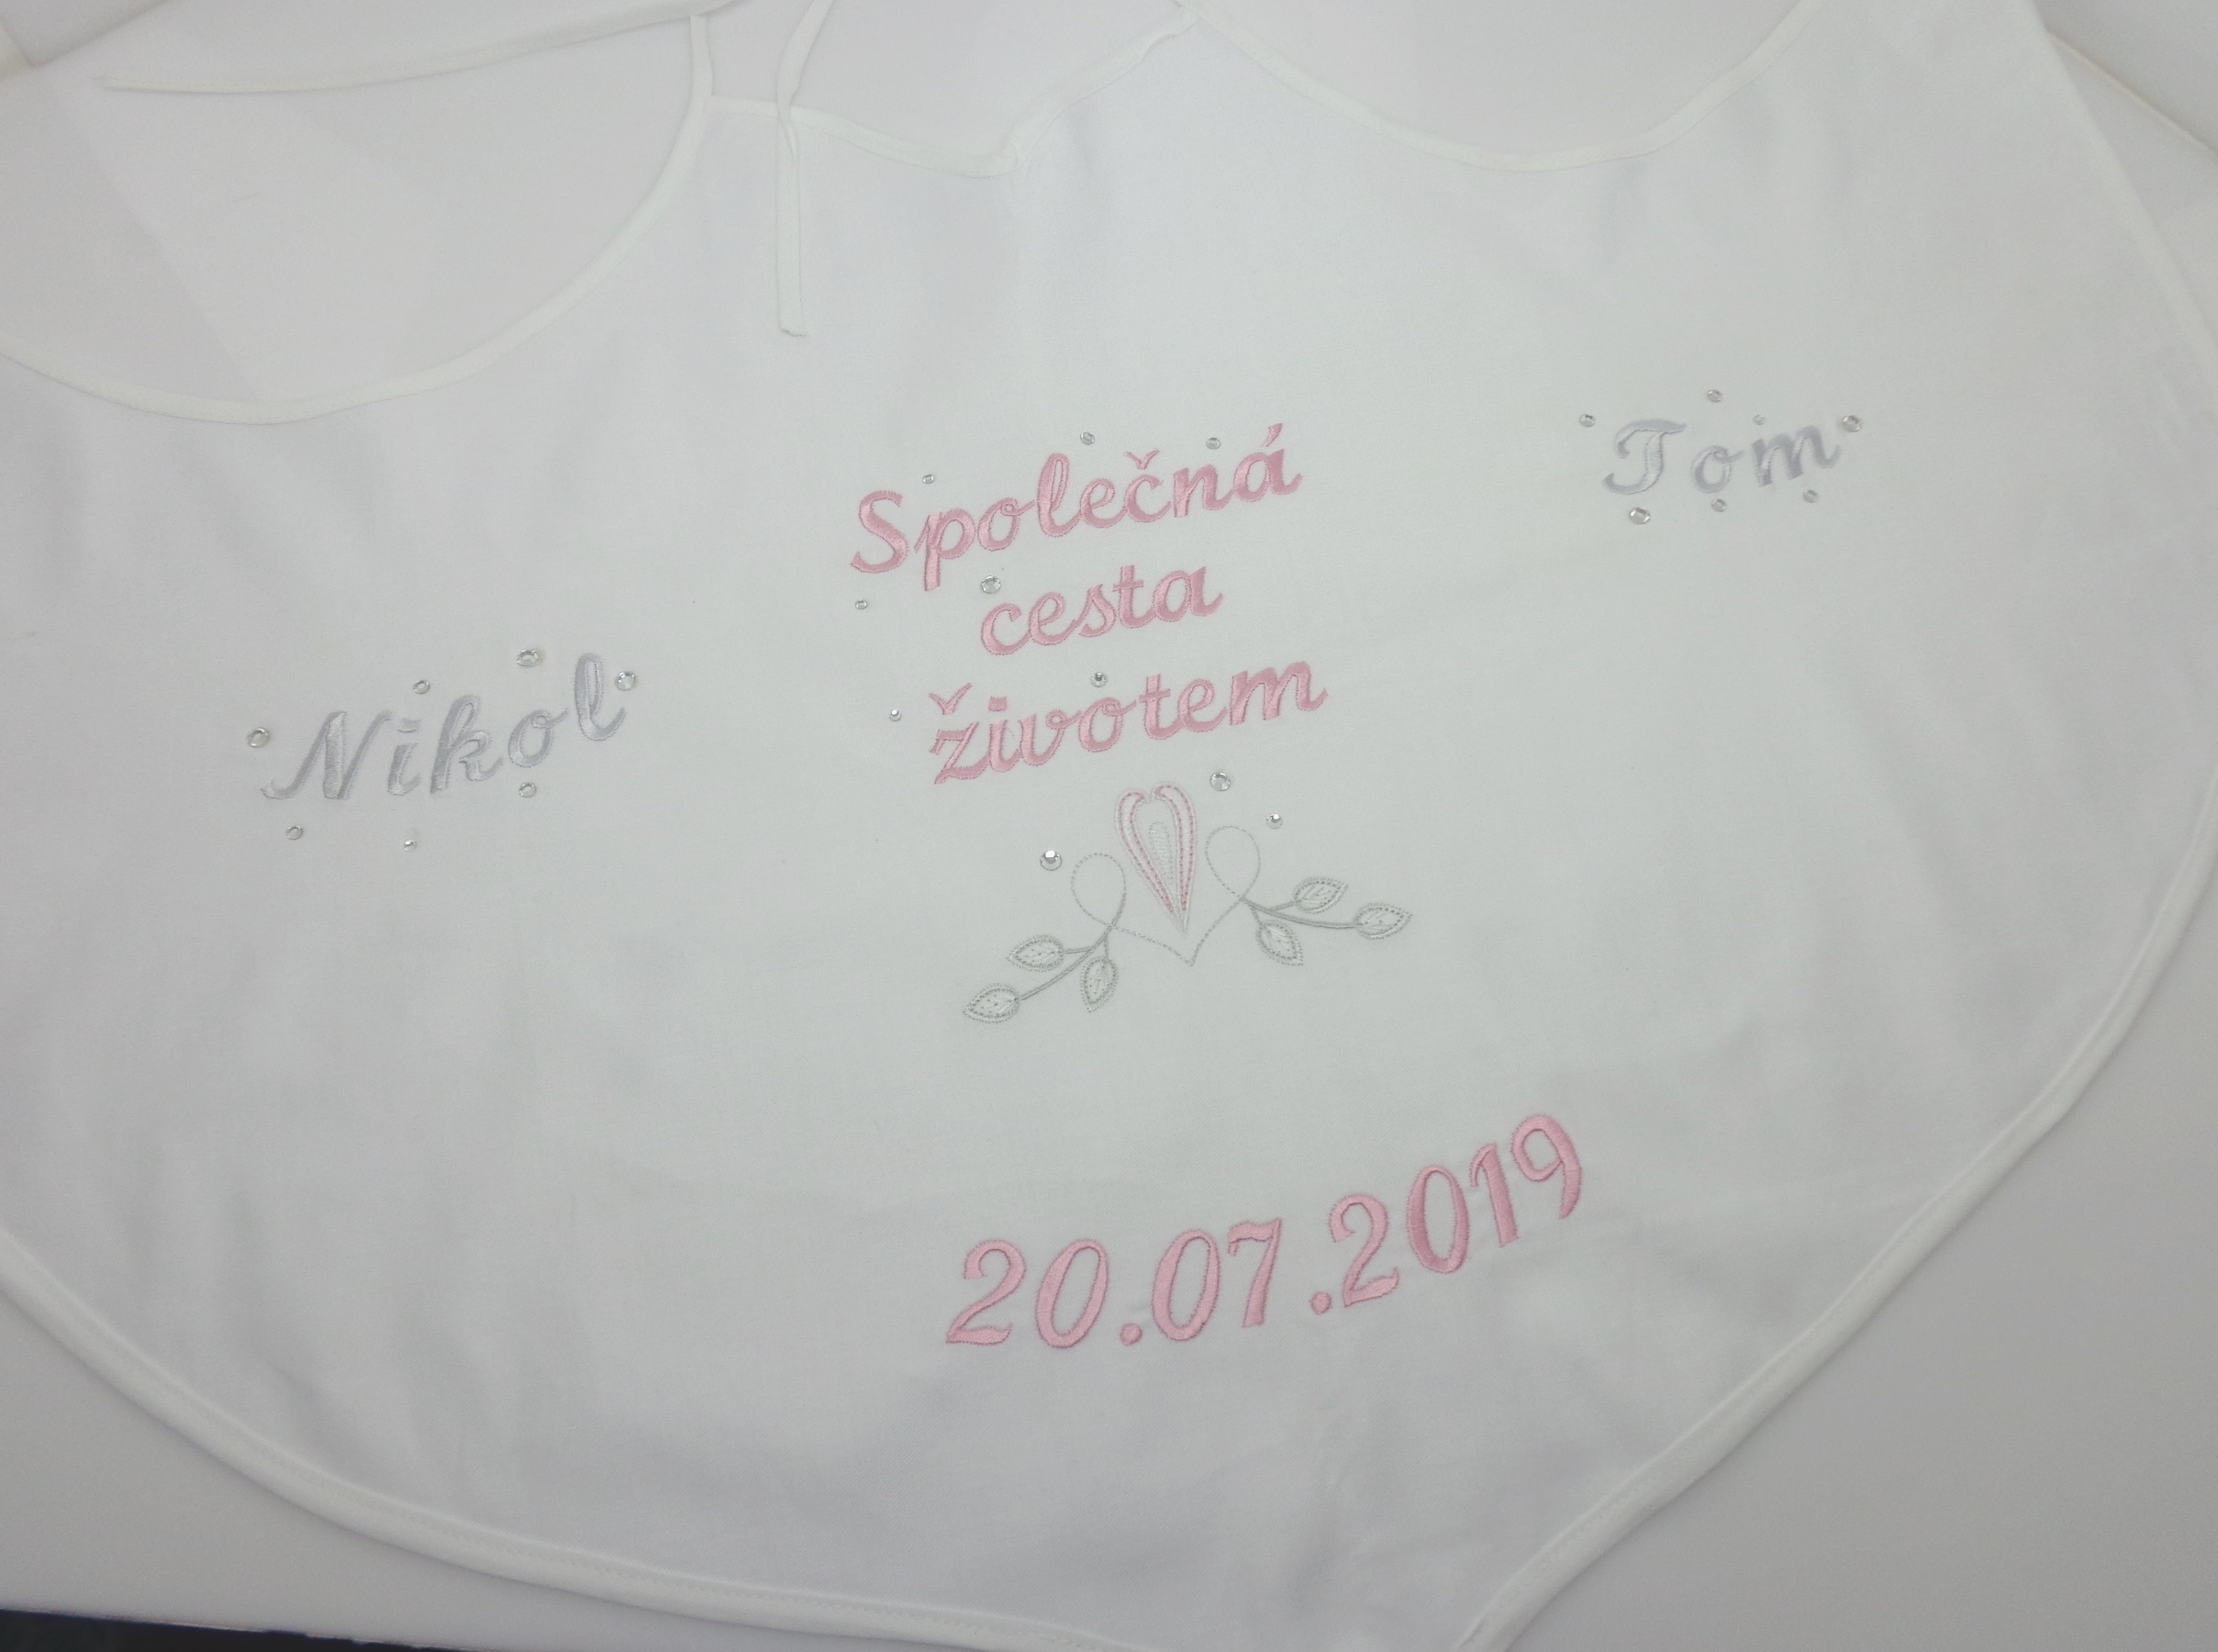 Nikol
Společná
cesta
životem
Tom
20.07.2019